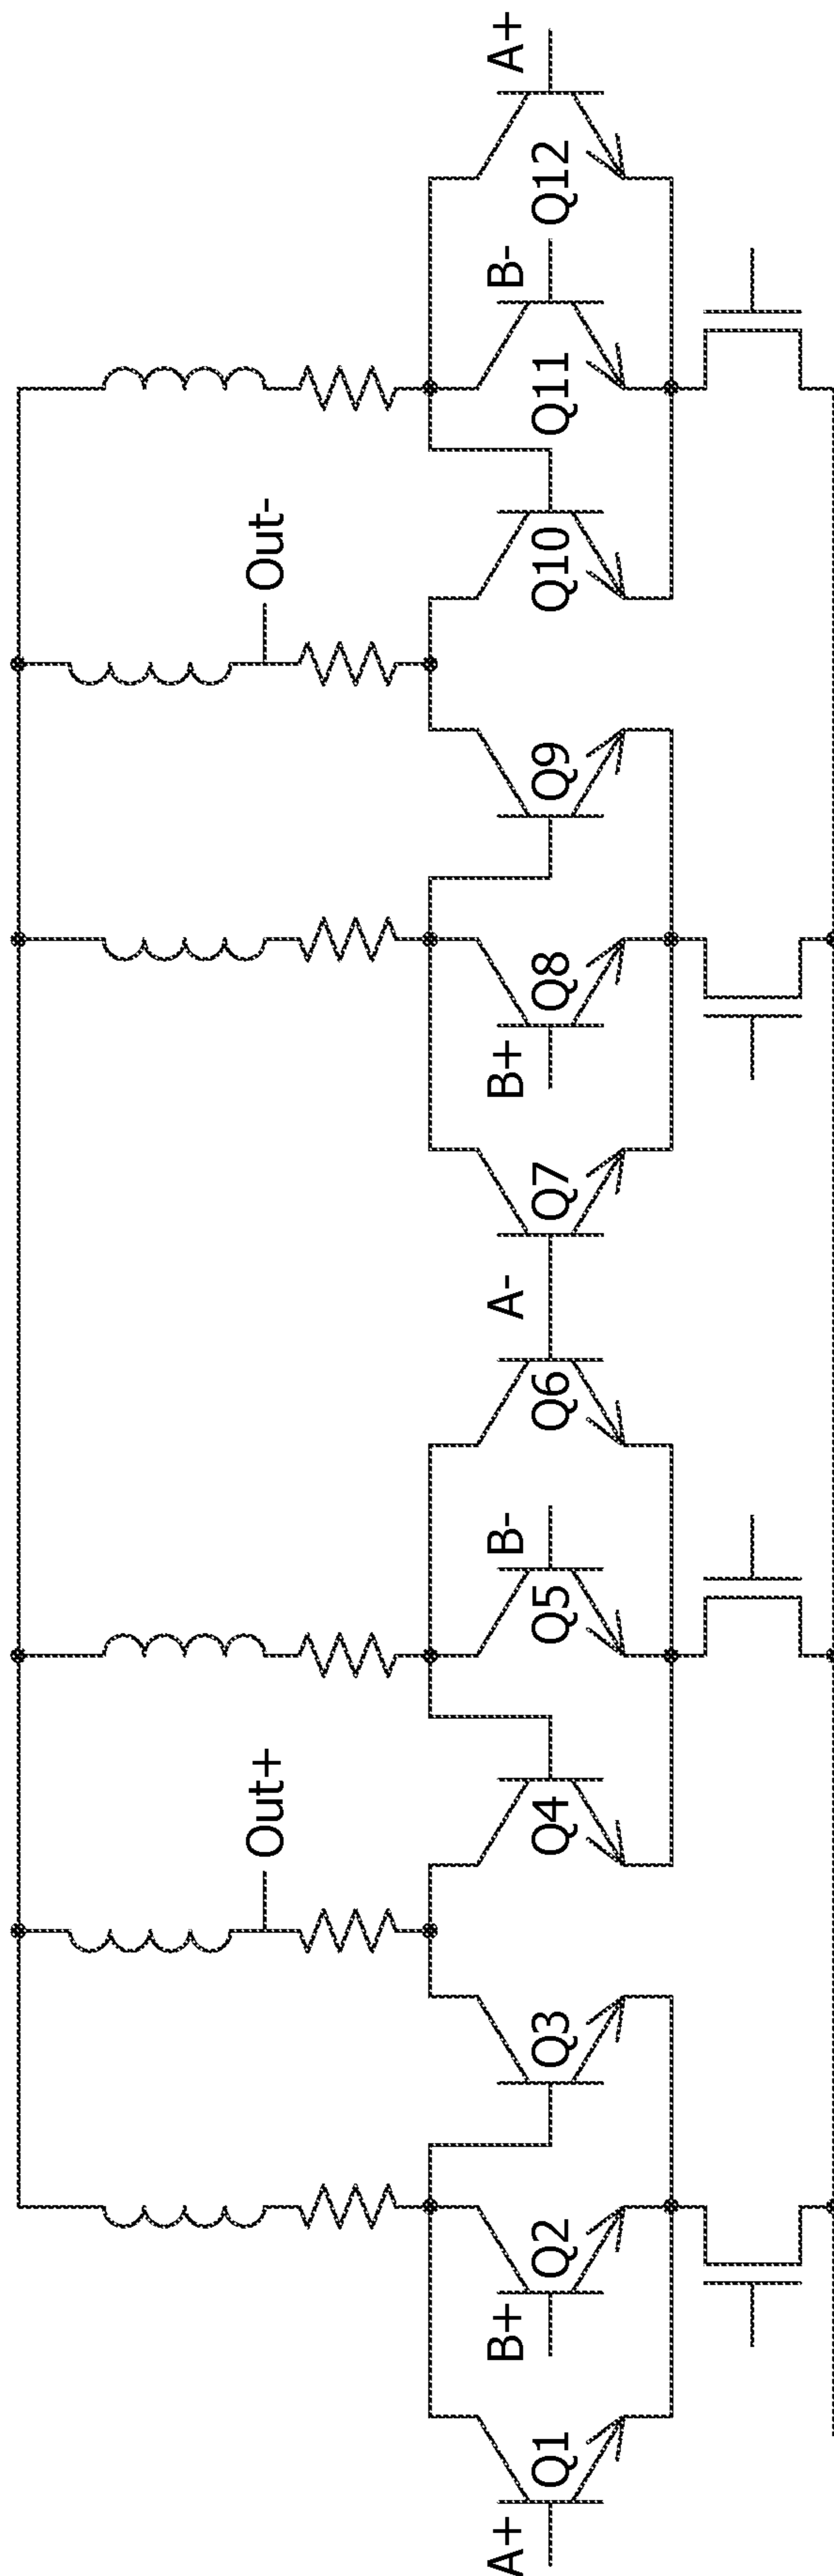 A+
Q1
B+
Q2
Q3
Out+
Q4
Q5
B-
Q6
A-
Q7
B+
Q8
Q9
Out-
Q10
Q11
B-
Q12
A+